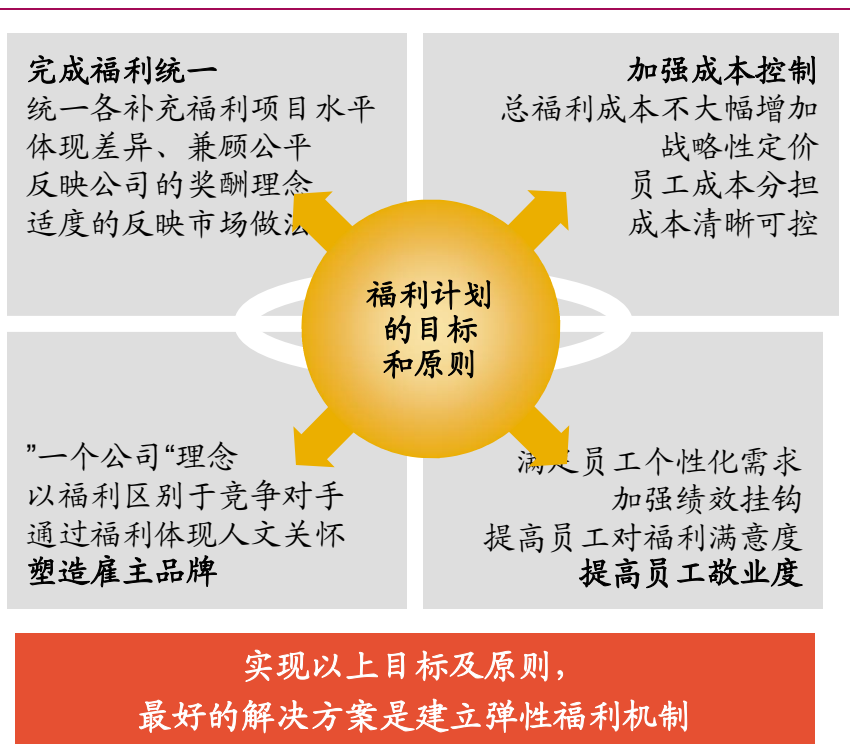 完成福利统一
统一各补充福利项目水平
体现差异、兼顾公平
反映公司的奖酬理念
适度的反映市场做法
加强成本控制
总福利成本不大幅增加
战略性定价
员工成本分担
成本清晰可控
福利计划
的目标
和原则
”一个公司“理念
以福利区别于竞争对手
通过福利体现人文关怀
塑造雇主品牌
满足员工个性化需求
加强绩效挂钩
提高员工对福利满意度
提高员工敬业度
实现以上目标及原则,
最好的解决方案是建立弹性福利机制